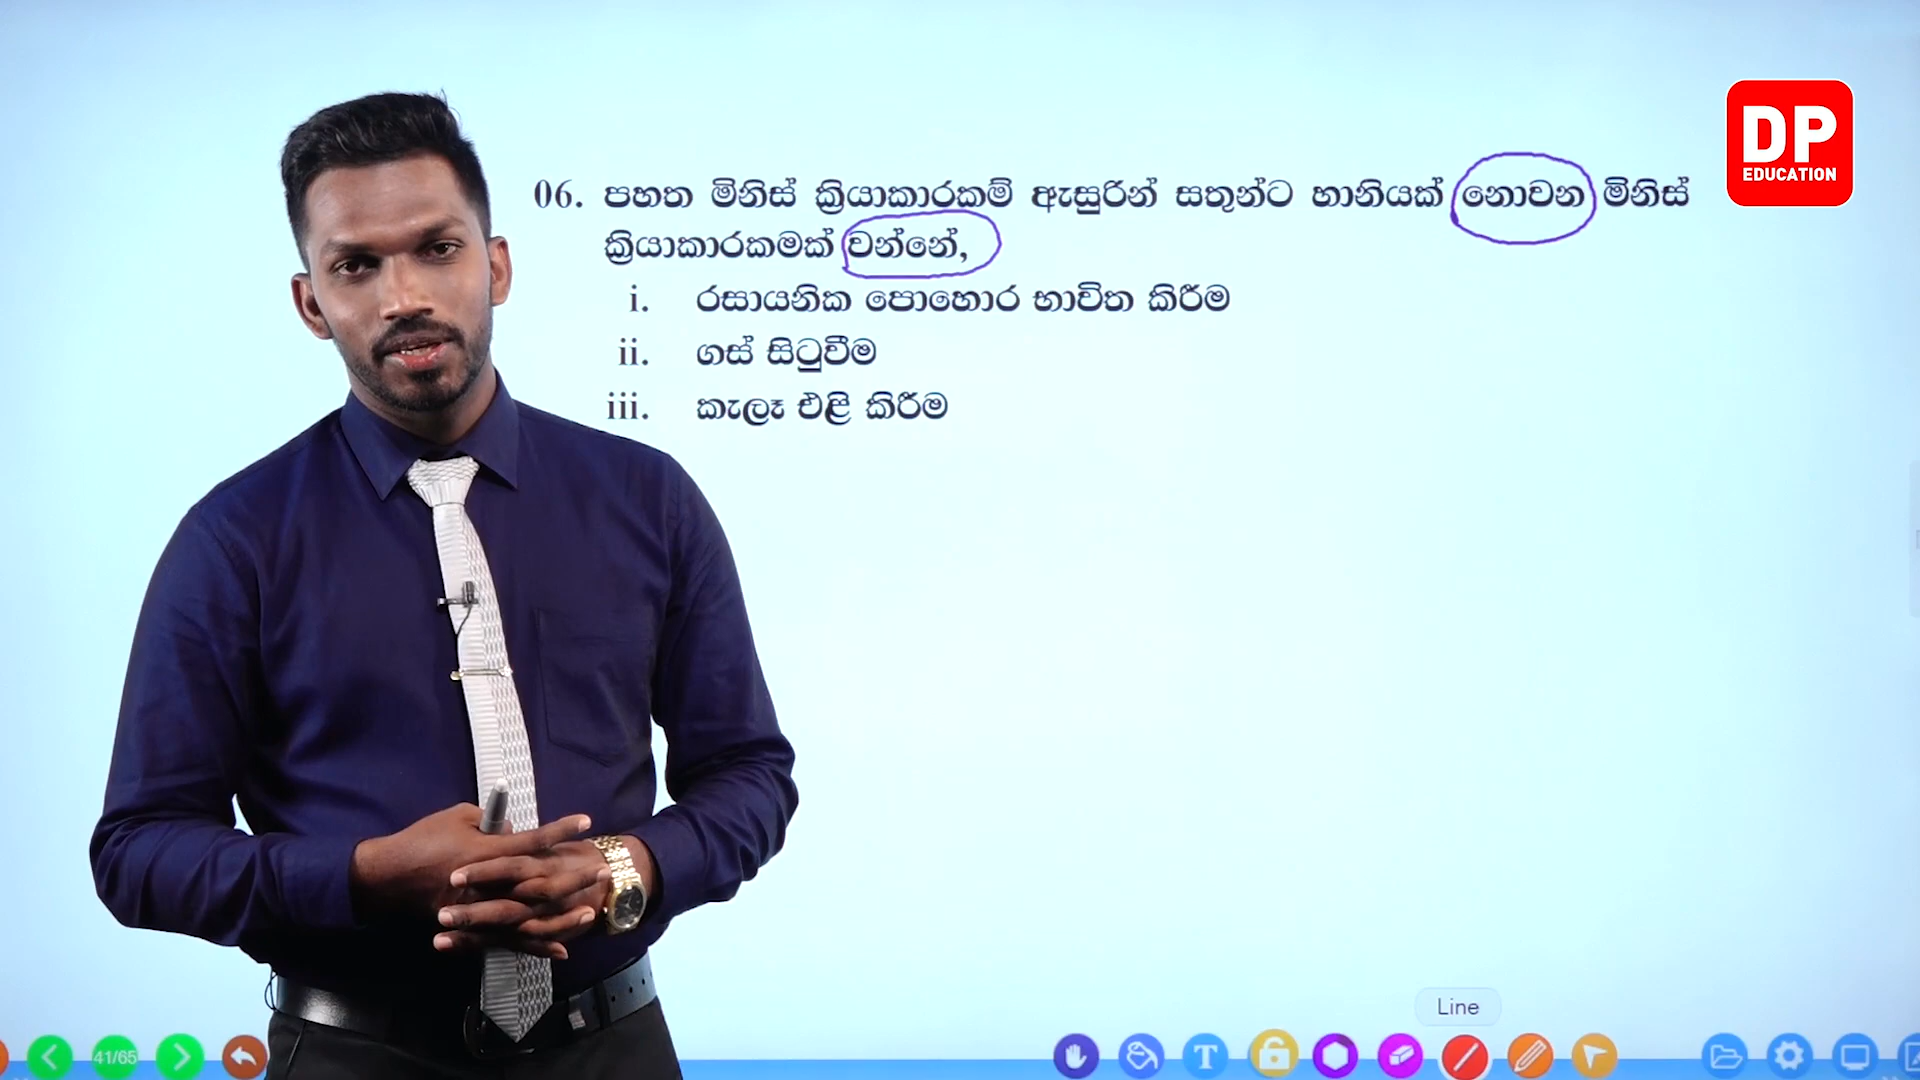 DP
EDUCATION
06. පහත මිනිස් ක්‍රියාකාරකම් ඇසුරින් සතුන්ට හානියක් නොවන මිනිස්
ක්‍රියාකාරකමක් වන්නේ,
i. රසායනික පොහොර භාවිත කිරීම
ii. ගස් සිටුවීම
iii. කැලෑ එළි කිරීම
Line
41/65
T